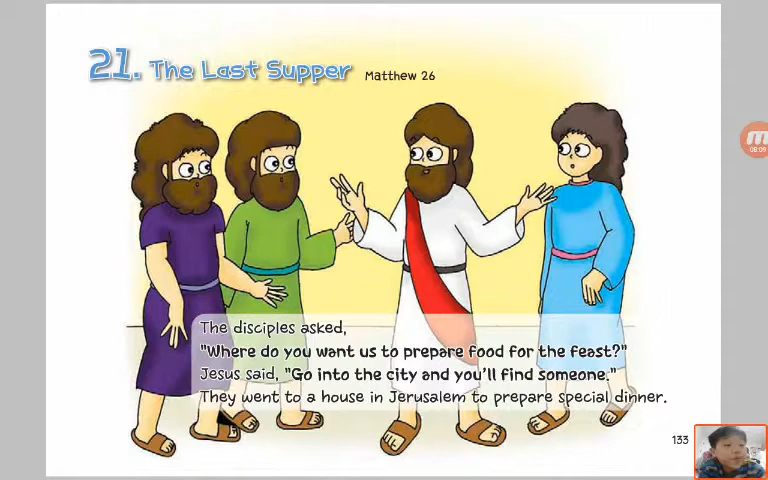 21. The Last Supper Matthew 26
The disciples asked,
"Where do you want us to prepare food for the feast?"
Jesus said, "Go into the city and you'll find someone."
They went to a house in Jerusalem to prepare special dinner.
133
M
08:09